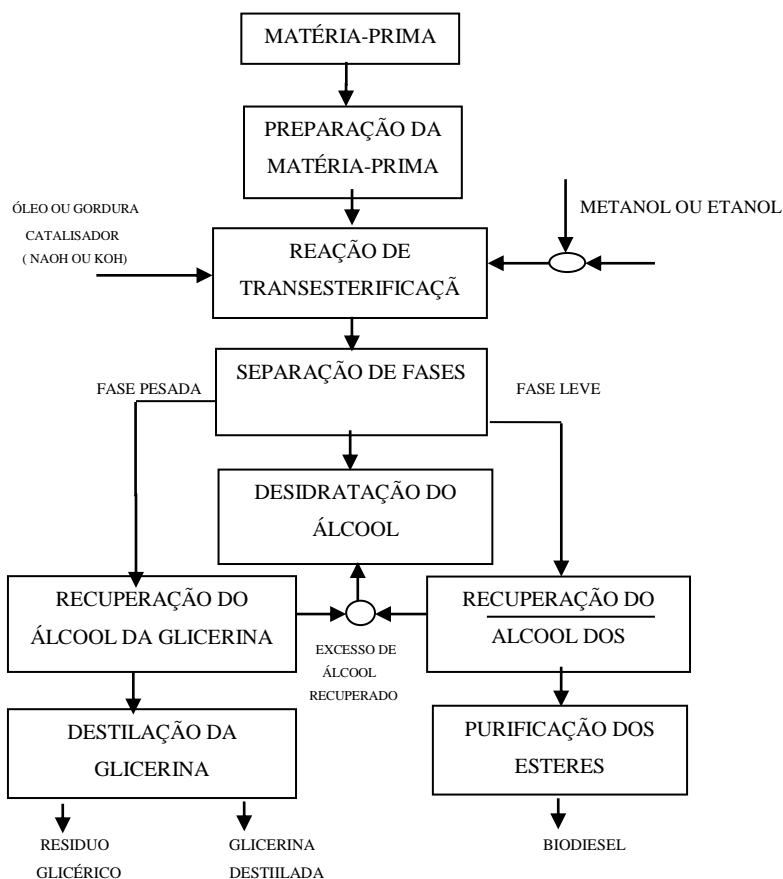 MATÉRIA-PRIMA
PREPARAÇÃO DA
MATÉRIA-PRIMA
METANOL OU ETANOL
ÓLEO OU GORDURA
CATALISADOR
( NAOH OU KOH)
REAÇÃO DE
TRANSESTERIFICAÇÃ
SEPARAÇÃO DE FASES
FASE PESADA
FASE LEVE
DESIDRATAÇÃO DO
ÁLCOOL
RECUPERAÇÃO DO
ÁLCOOL DA GLICERINA
EXCESSO DE
ÁLCOOL
RECUPERADO
RECUPERAÇÃO DO
ALCOOL DOS
DESTILAÇÃO DA
GLICERINA
PURIFICAÇÃO DOS
ESTERES
RESIDUO
GLICÉRICO
GLICERINA
DESTIILADA
BIODIESEL